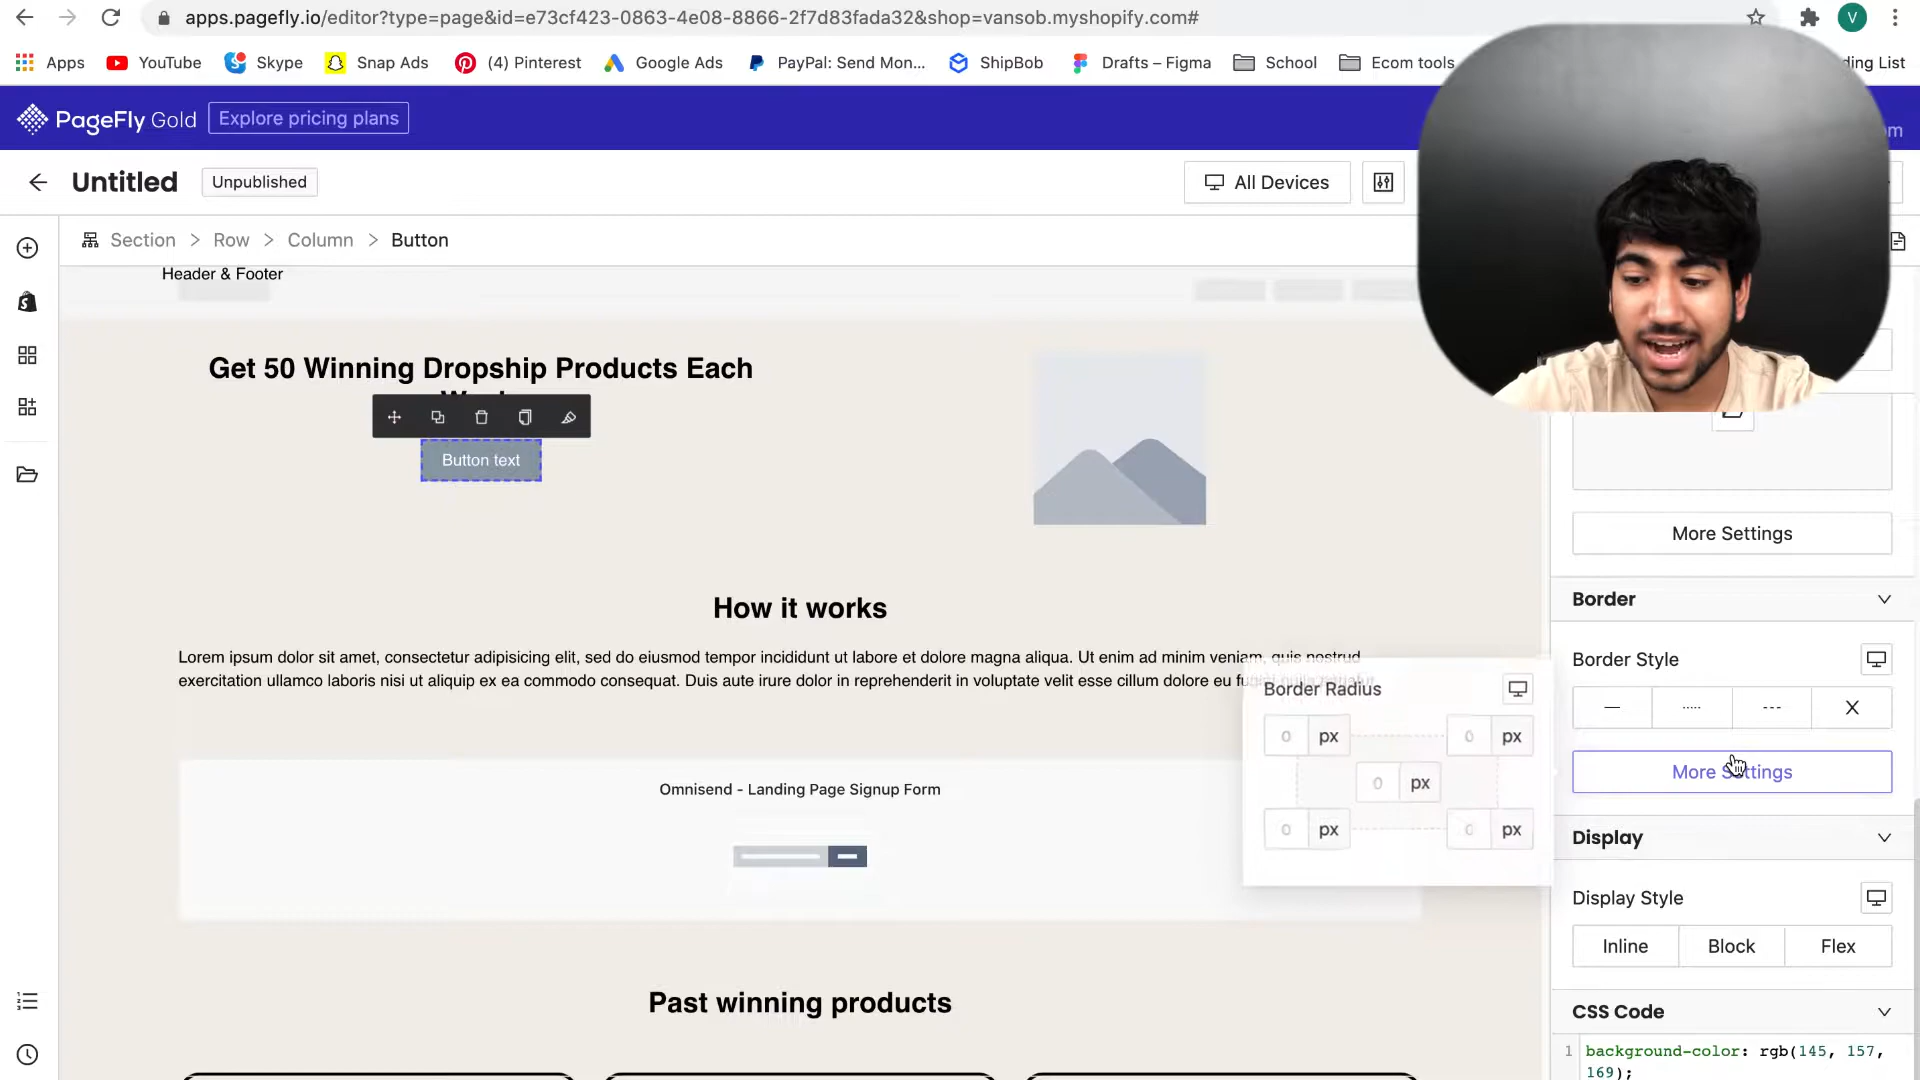 apps.pagefly.io/editor?type=page&id=e73cf423-0863-4e08-8866-2f7d83fada32&shop=vansob.myshopify.com#
V
Apps
YouTube
Skype
Snap Ads
(4) Pinterest
Google Ads
PayPal: Send Mon...
ShipBob
Drafts – Figma
School
Ecom tools
ding List
PageFly Gold
Explore pricing plans
om
Untitled
Unpublished
All Devices
Section > Row > Column > Button
Header & Footer
Get 50 Winning Dropship Products Each
Button text
How it works
Lorem ipsum dolor sit amet, consectetur adipisicing elit, sed do eiusmod tempor incididunt ut labore et dolore magna aliqua. Ut enim ad minim veniam, quis nostrud
exercitation ullamco laboris nisi ut aliquip ex ea commodo consequat. Duis aute irure dolor in reprehenderit in voluptate velit esse cillum dolore eu fugiat nulla pariatur.
Border Radius
0 px
0 px
0 px
0 px
0 px
Omnisend - Landing Page Signup Form
Past winning products
More Settings
Border
Border Style
X
More Settings
Display
Display Style
Inline
Block
Flex
CSS Code
1 background-color: rgb(145, 157,
169);